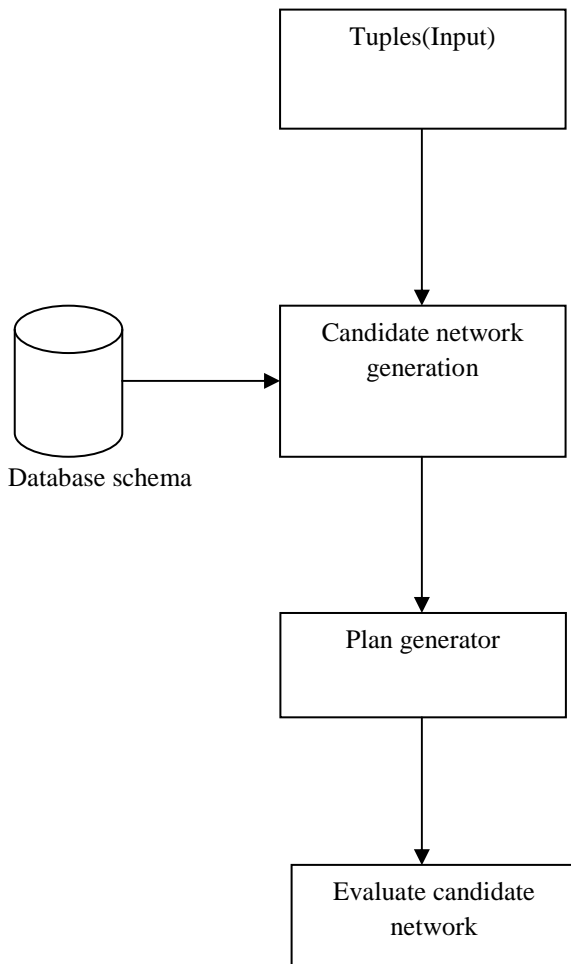 Tuples(Input)
Candidate network
generation
Database schema
Plan generator
Evaluate candidate
network